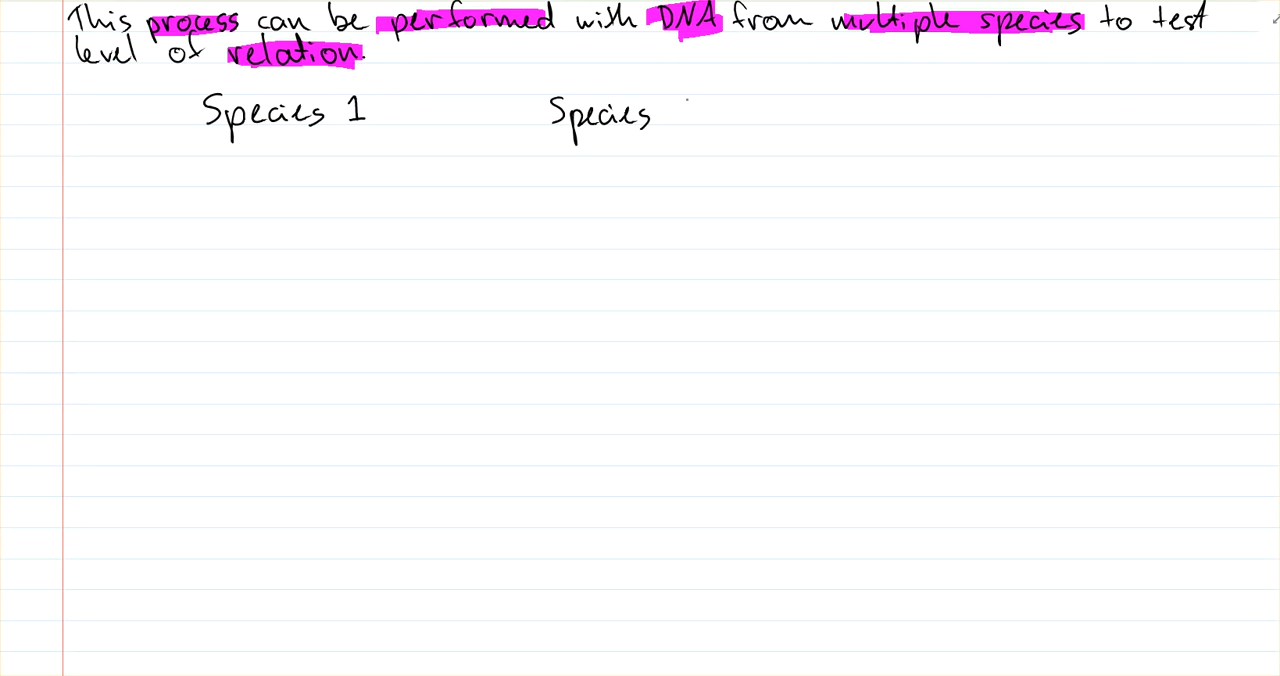 This process can be performed with DNA from multiple species to test
level of relation.
Species 1 Species